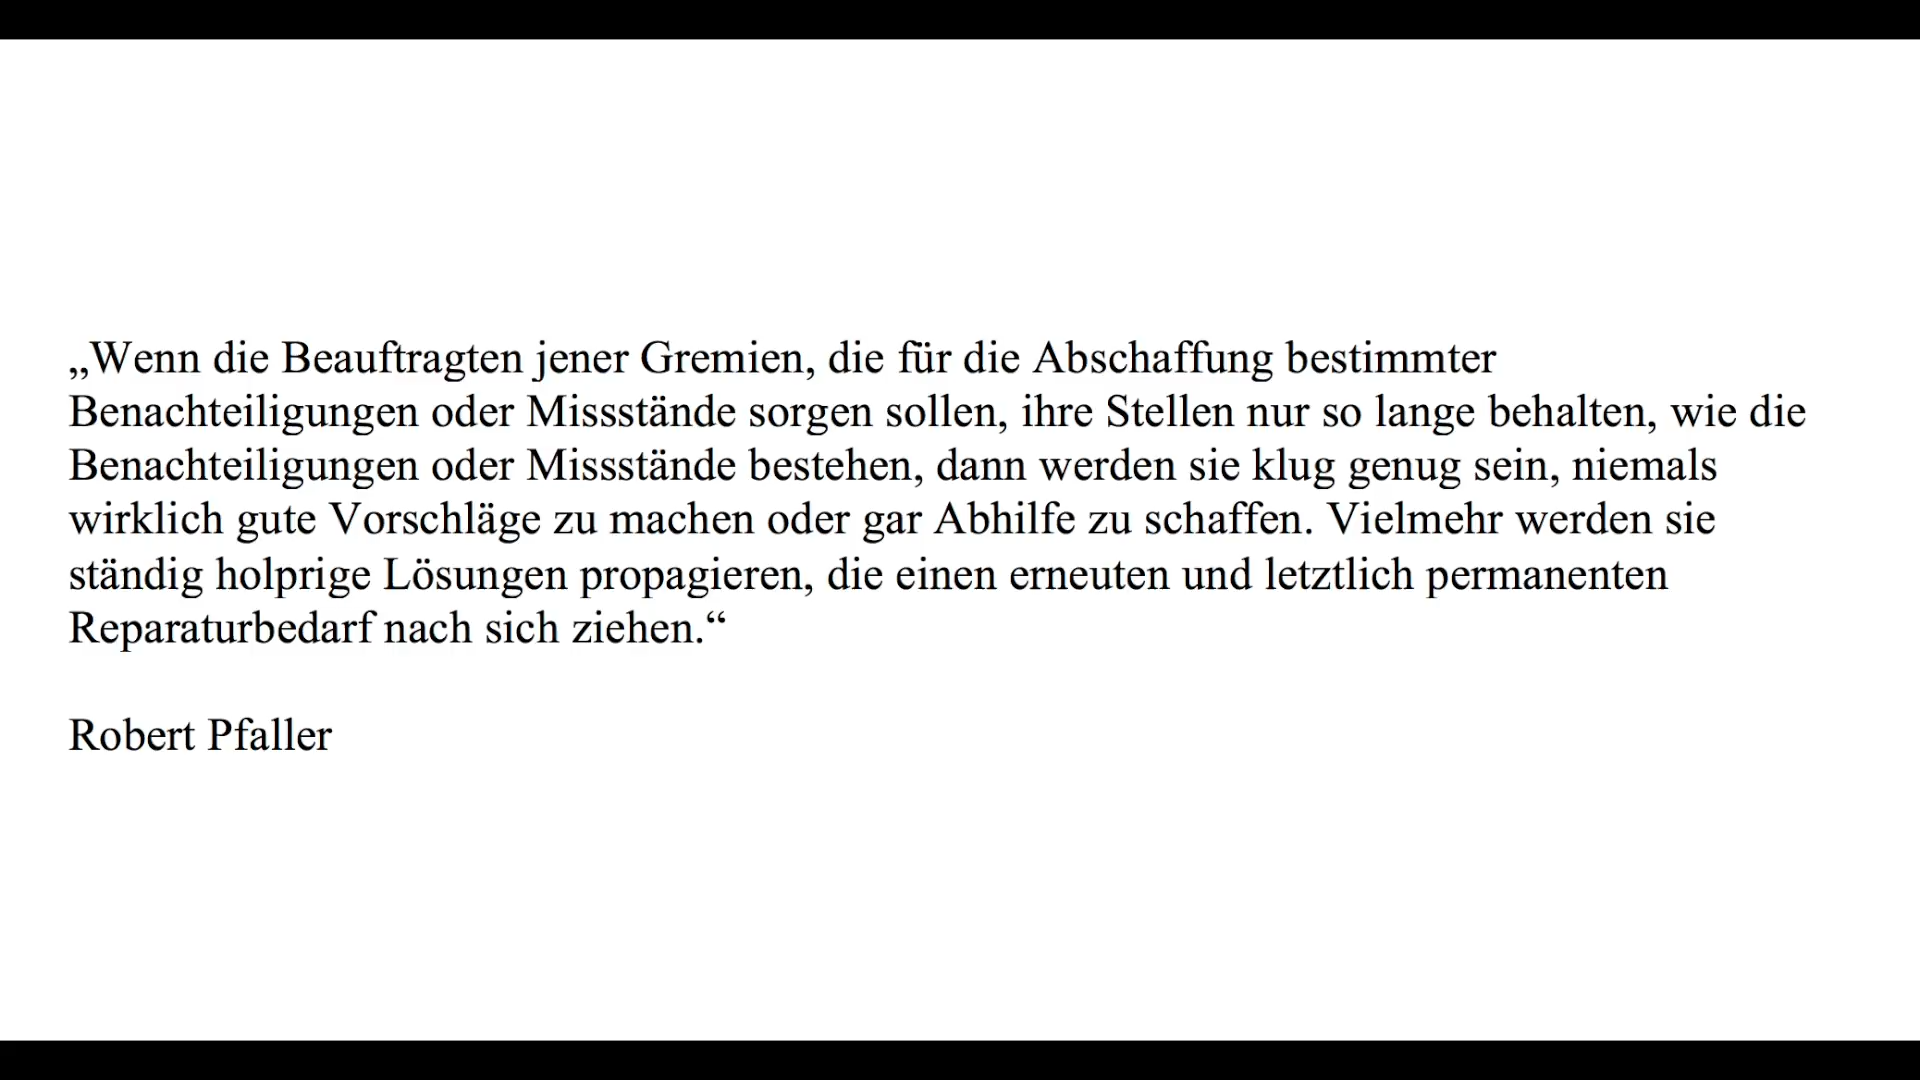 „Wenn die Beauftragten jener Gremien, die für die Abschaffung bestimmter
Benachteiligungen oder Missstände sorgen sollen, ihre Stellen nur so lange behalten, wie die
Benachteiligungen oder Missstände bestehen, dann werden sie klug genug sein, niemals
wirklich gute Vorschläge zu machen oder gar Abhilfe zu schaffen. Vielmehr werden sie
ständig holprige Lösungen propagieren, die einen erneuten und letztlich permanenten
Reparaturbedarf nach sich ziehen.“
Robert Pfaller